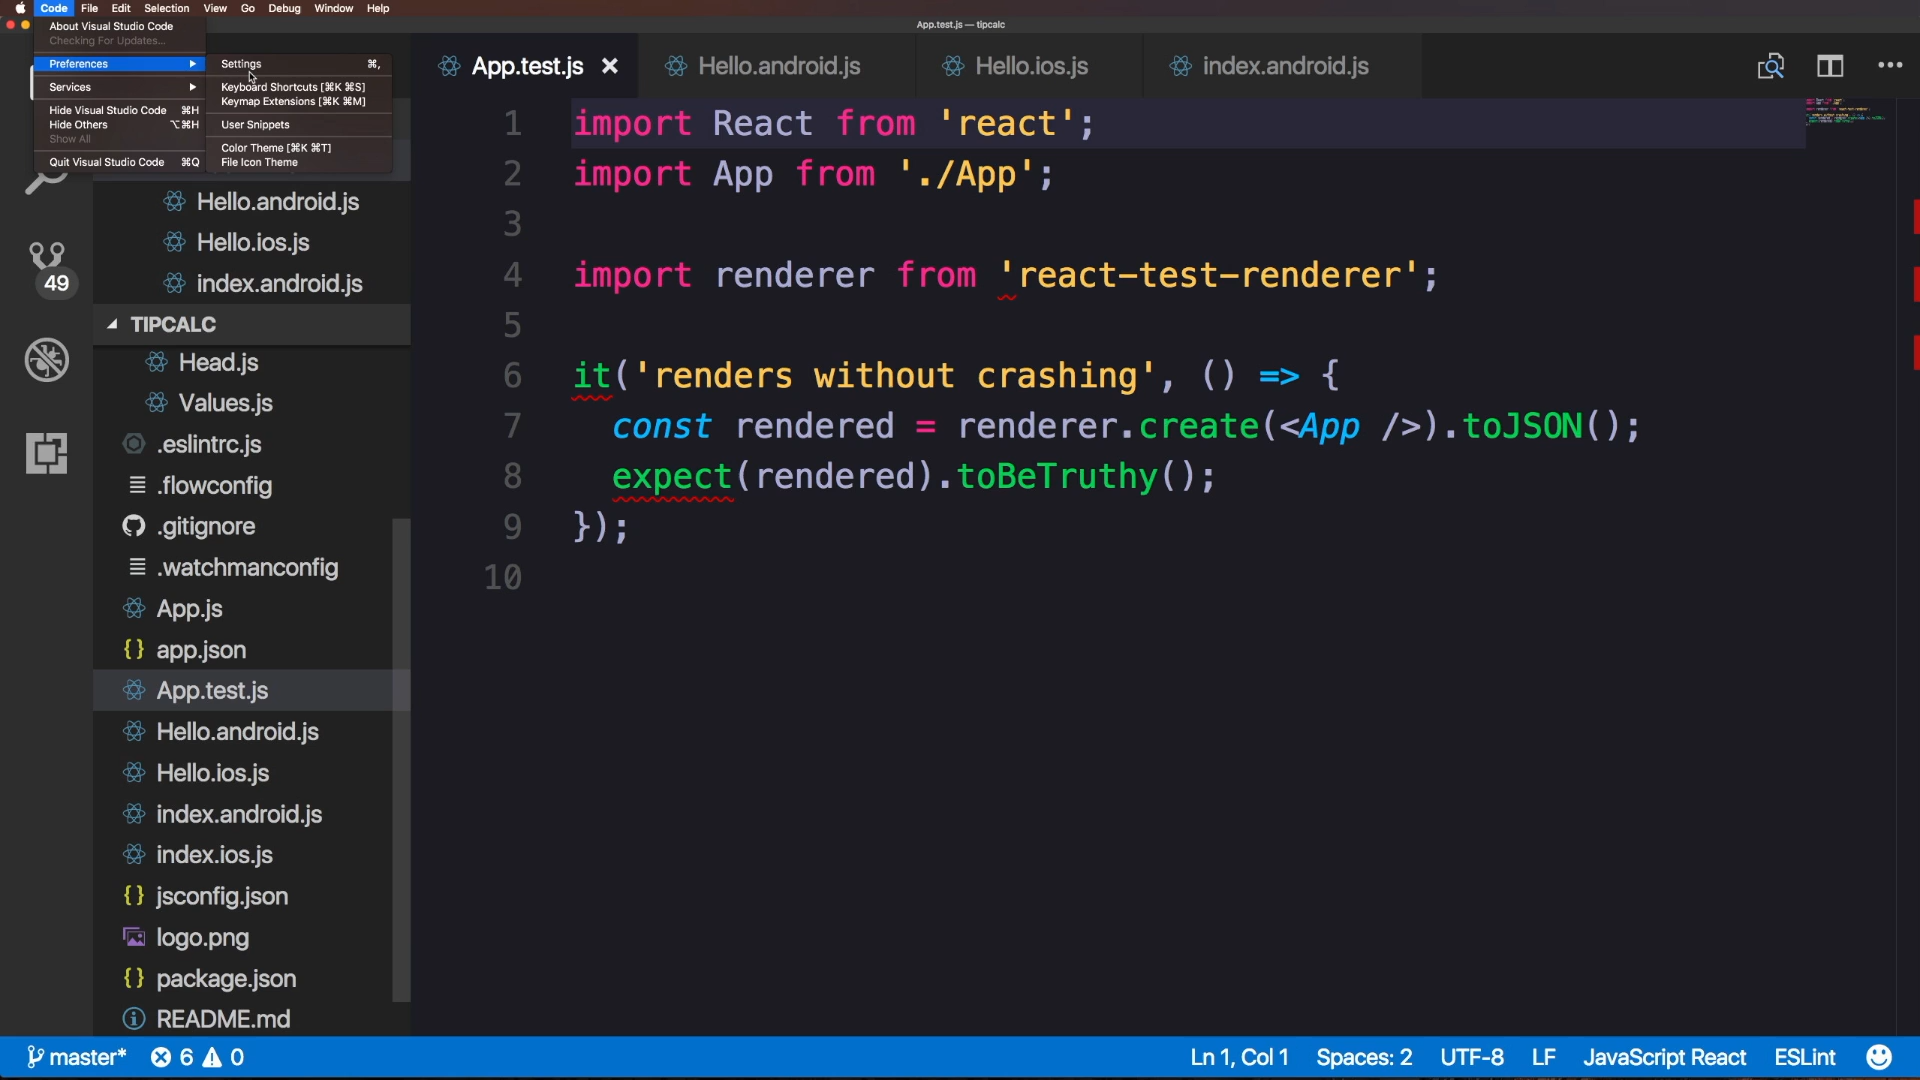 Code File Edit Selection View Go Debug Window Help
App.test.js — tipcalc
About Visual Studio Code
Checking For Updates...
Preferences
Services
Hide Visual Studio Code ⌘H
Hide Others ⌥⌘H
Show All
Quit Visual Studio Code ⌘Q
Settings ⌘,
Keyboard Shortcuts [⌘K ⌘S]
Keymap Extensions [⌘K ⌘M]
User Snippets
Color Theme [⌘K ⌘T]
File Icon Theme
App.test.js Hello.android.js Hello.ios.js index.android.js
49
Hello.android.js
Hello.ios.js
index.android.js
TIPCALC
Head.js
Values.js
.eslintrc.js
.flowconfig
.gitignore
.watchmanconfig
App.js
app.json
App.test.js
Hello.android.js
Hello.ios.js
index.android.js
index.ios.js
jsconfig.json
logo.png
package.json
README.md
1 import React from 'react';
2 import App from './App';
3
4 import renderer from 'react-test-renderer';
5
6 it('renders without crashing', () => {
7 const rendered = renderer.create(<App />).toJSON();
8 expect(rendered).toBeTruthy();
9 });
10
master* 6 0 Ln 1, Col 1 Spaces: 2 UTF-8 LF JavaScript React ESLint